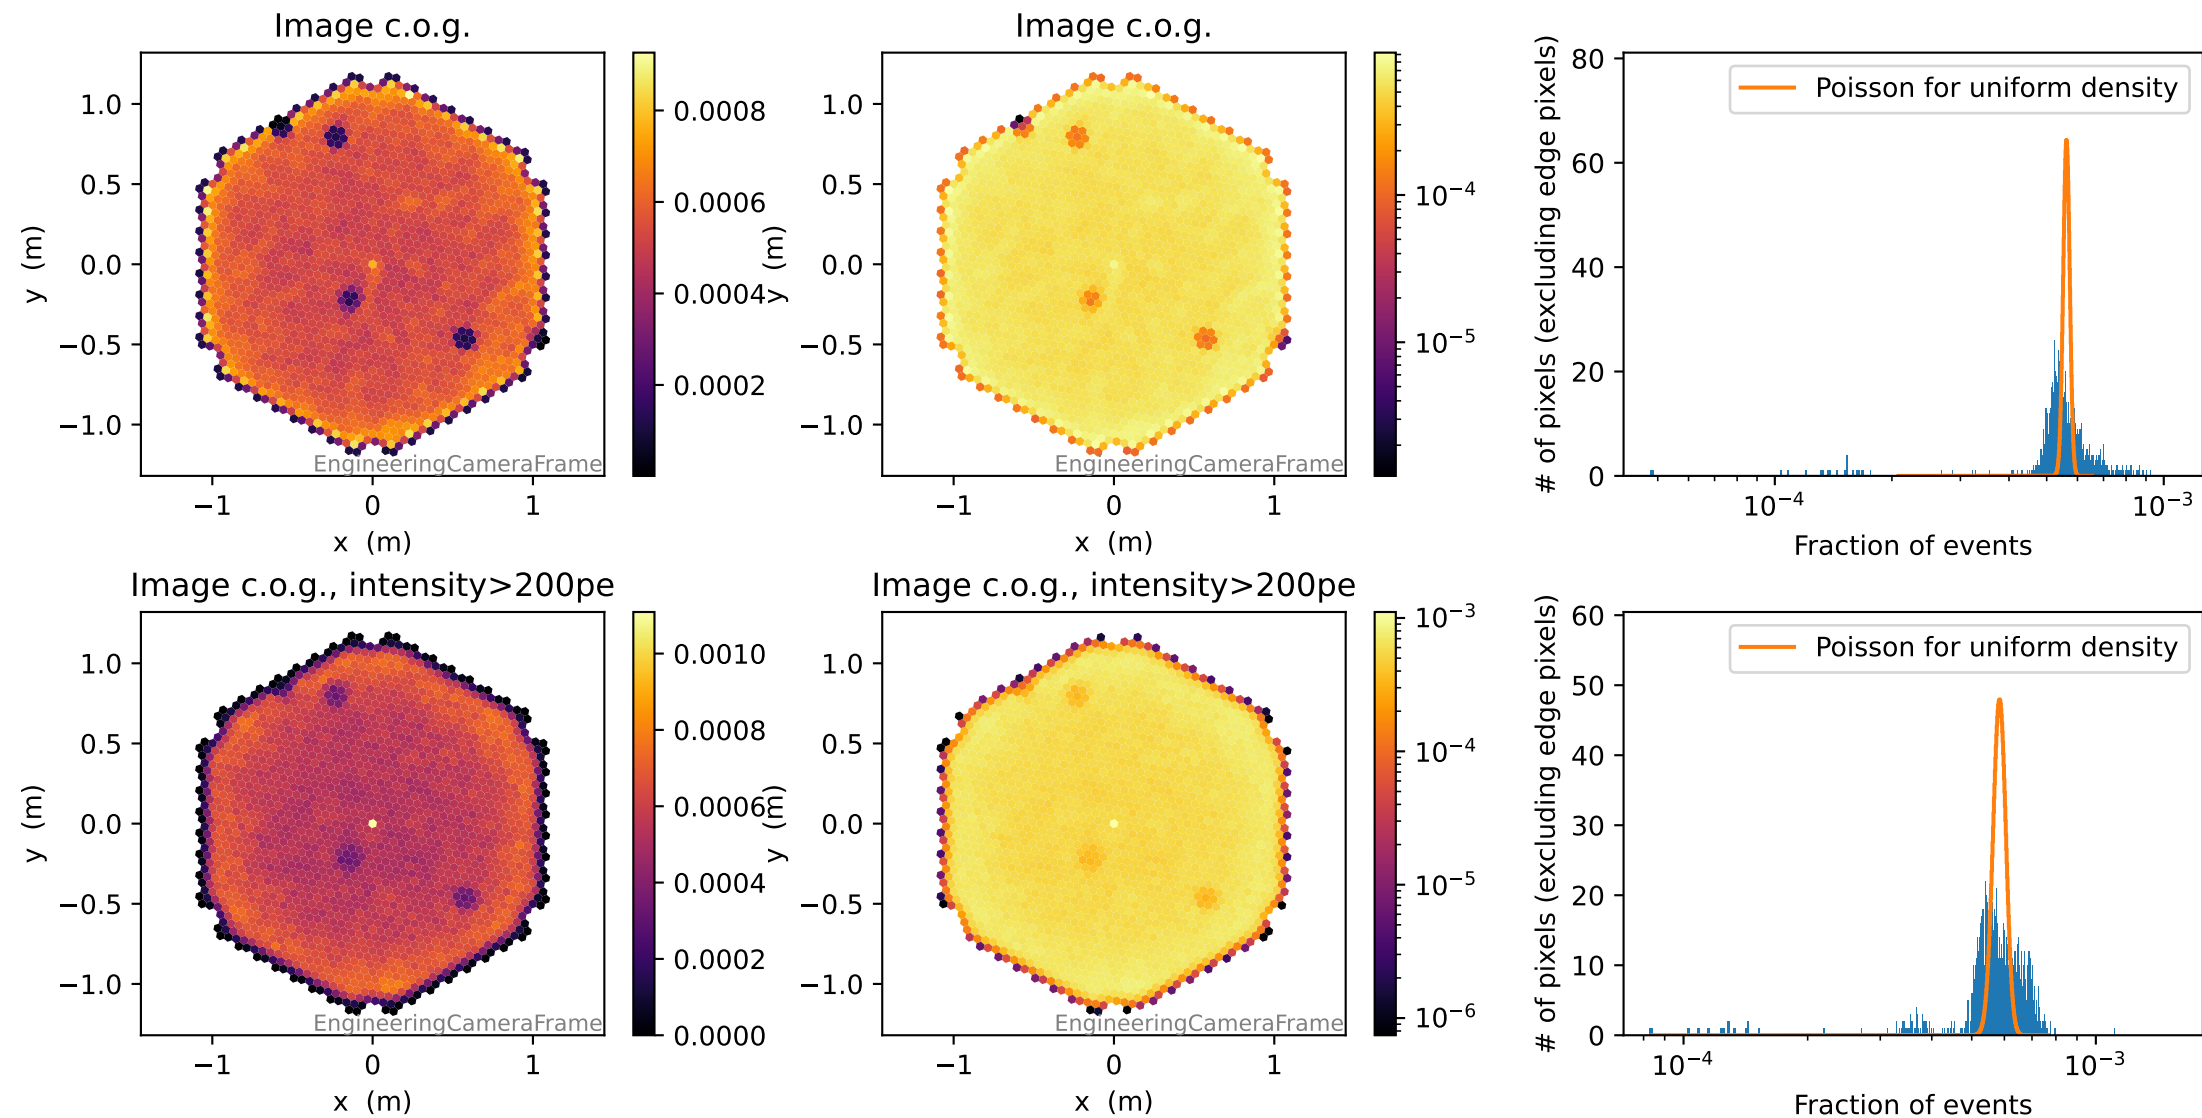 Image c.o.g.
y (m)
1.0
0.5
0.0
−0.5
−1.0
EngineeringCameraFrame
−1 0 1
x (m)
0.0008
0.0006
0.0004
0.0002
Image c.o.g.
y (m)
1.0
0.5
0.0
−0.5
−1.0
EngineeringCameraFrame
−1 0 1
x (m)
10⁻⁴
10⁻⁵
# of pixels (excluding edge pixels)
80
60
40
20
0
Poisson for uniform density
10⁻⁴ 10⁻³
Fraction of events
Image c.o.g., intensity>200pe
y (m)
1.0
0.5
0.0
−0.5
−1.0
EngineeringCameraFrame
−1 0 1
x (m)
0.0010
0.0008
0.0006
0.0004
0.0002
0.0000
Image c.o.g., intensity>200pe
y (m)
1.0
0.5
0.0
−0.5
−1.0
EngineeringCameraFrame
−1 0 1
x (m)
10⁻³
10⁻⁴
10⁻⁵
10⁻⁶
# of pixels (excluding edge pixels)
60
50
40
30
20
10
0
Poisson for uniform density
10⁻⁴ 10⁻³
Fraction of events